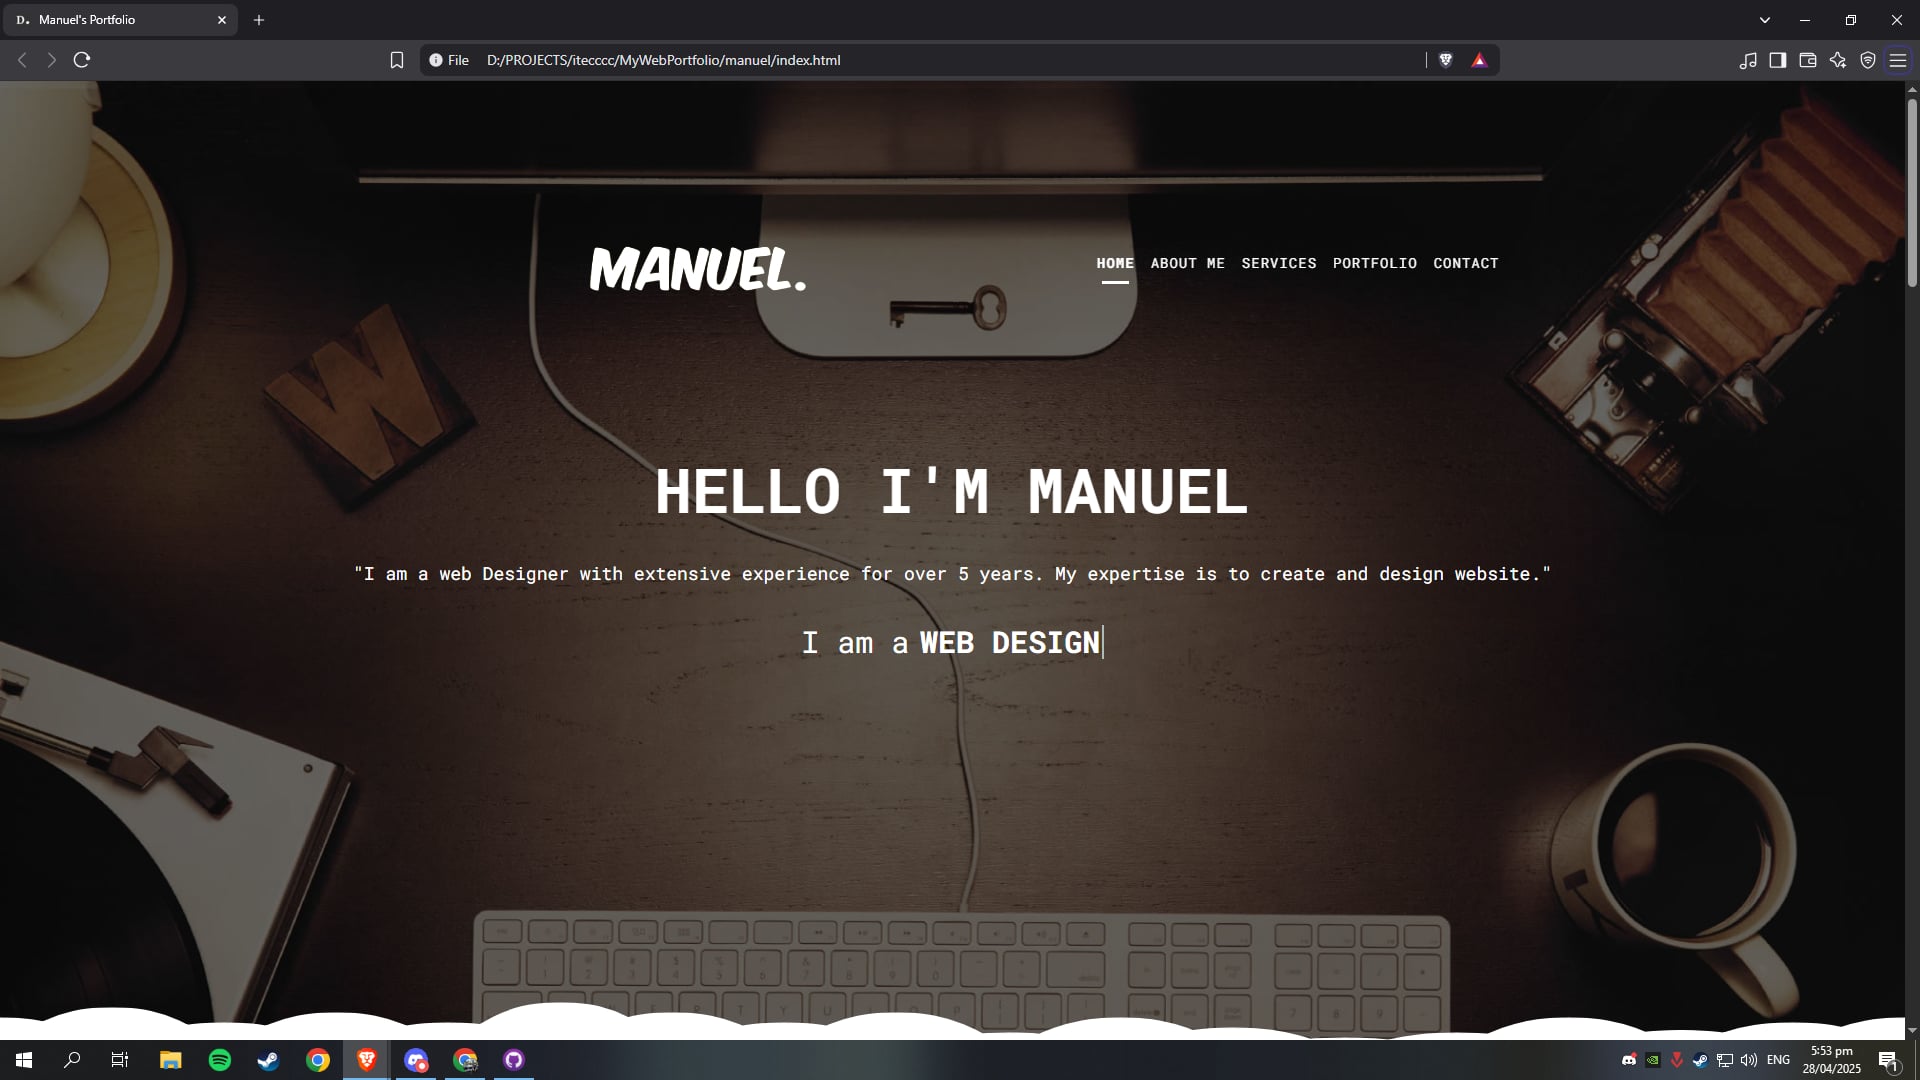 D. Manuel's Portfolio
File D:/PROJECTS/itecccc/MyWebPortfolio/manuel/index.html
MANUEL.
HOME ABOUT ME SERVICES PORTFOLIO CONTACT
W
HELLO I'M MANUEL
"I am a web Designer with extensive experience for over 5 years. My expertise is to create and design website."
I am a WEB DESIGN
ENG
5:53 pm
28/04/2025
1